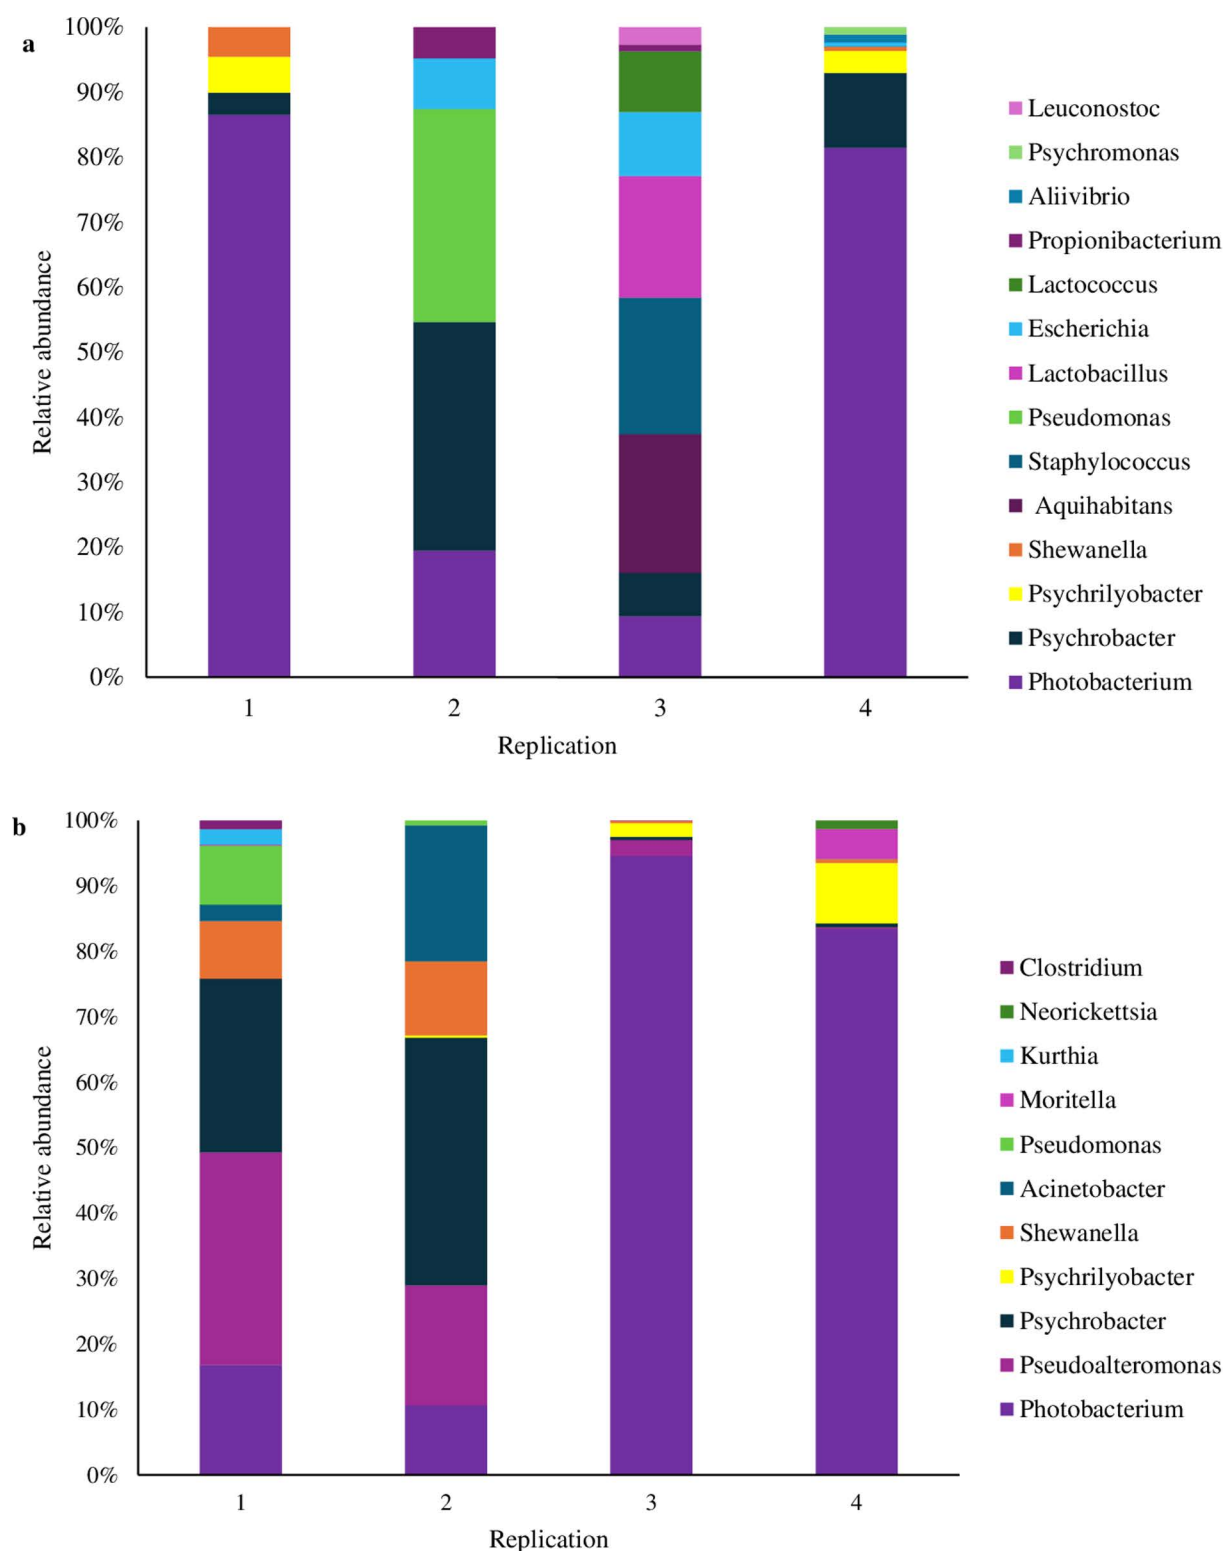 a
100%
90%
80%
70%
60%
50%
40%
30%
20%
10%
0%
Relative abundance
1 2 3 4
Replication
Leuconostoc
Psychromonas
Aliivibrio
Propionibacterium
Lactococcus
Escherichia
Lactobacillus
Pseudomonas
Staphylococcus
Aquihabitans
Shewanella
Psychrilyobacter
Psychrobacter
Photobacterium
b
100%
90%
80%
70%
60%
50%
40%
30%
20%
10%
0%
Relative abundance
1 2 3 4
Replication
Clostridium
Neorickettsia
Kurthia
Moritella
Pseudomonas
Acinetobacter
Shewanella
Psychrilyobacter
Psychrobacter
Pseudoalteromonas
Photobacterium